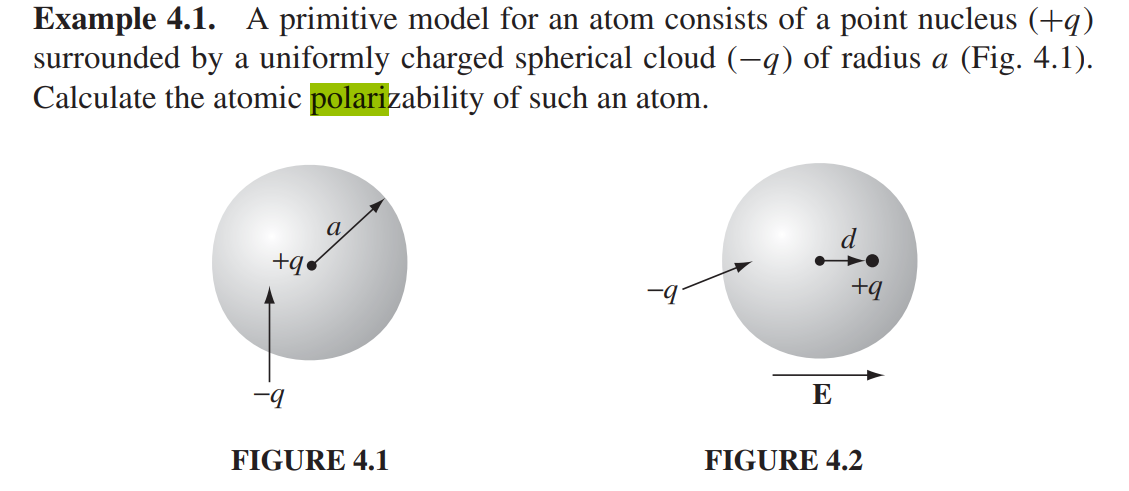 Example 4.1. A primitive model for an atom consists of a point nucleus (+q)
surrounded by a uniformly charged spherical cloud (−q) of radius a (Fig. 4.1).
Calculate the atomic polarizability of such an atom.
a
+q
−q
FIGURE 4.1
d
+q
−q
E
FIGURE 4.2